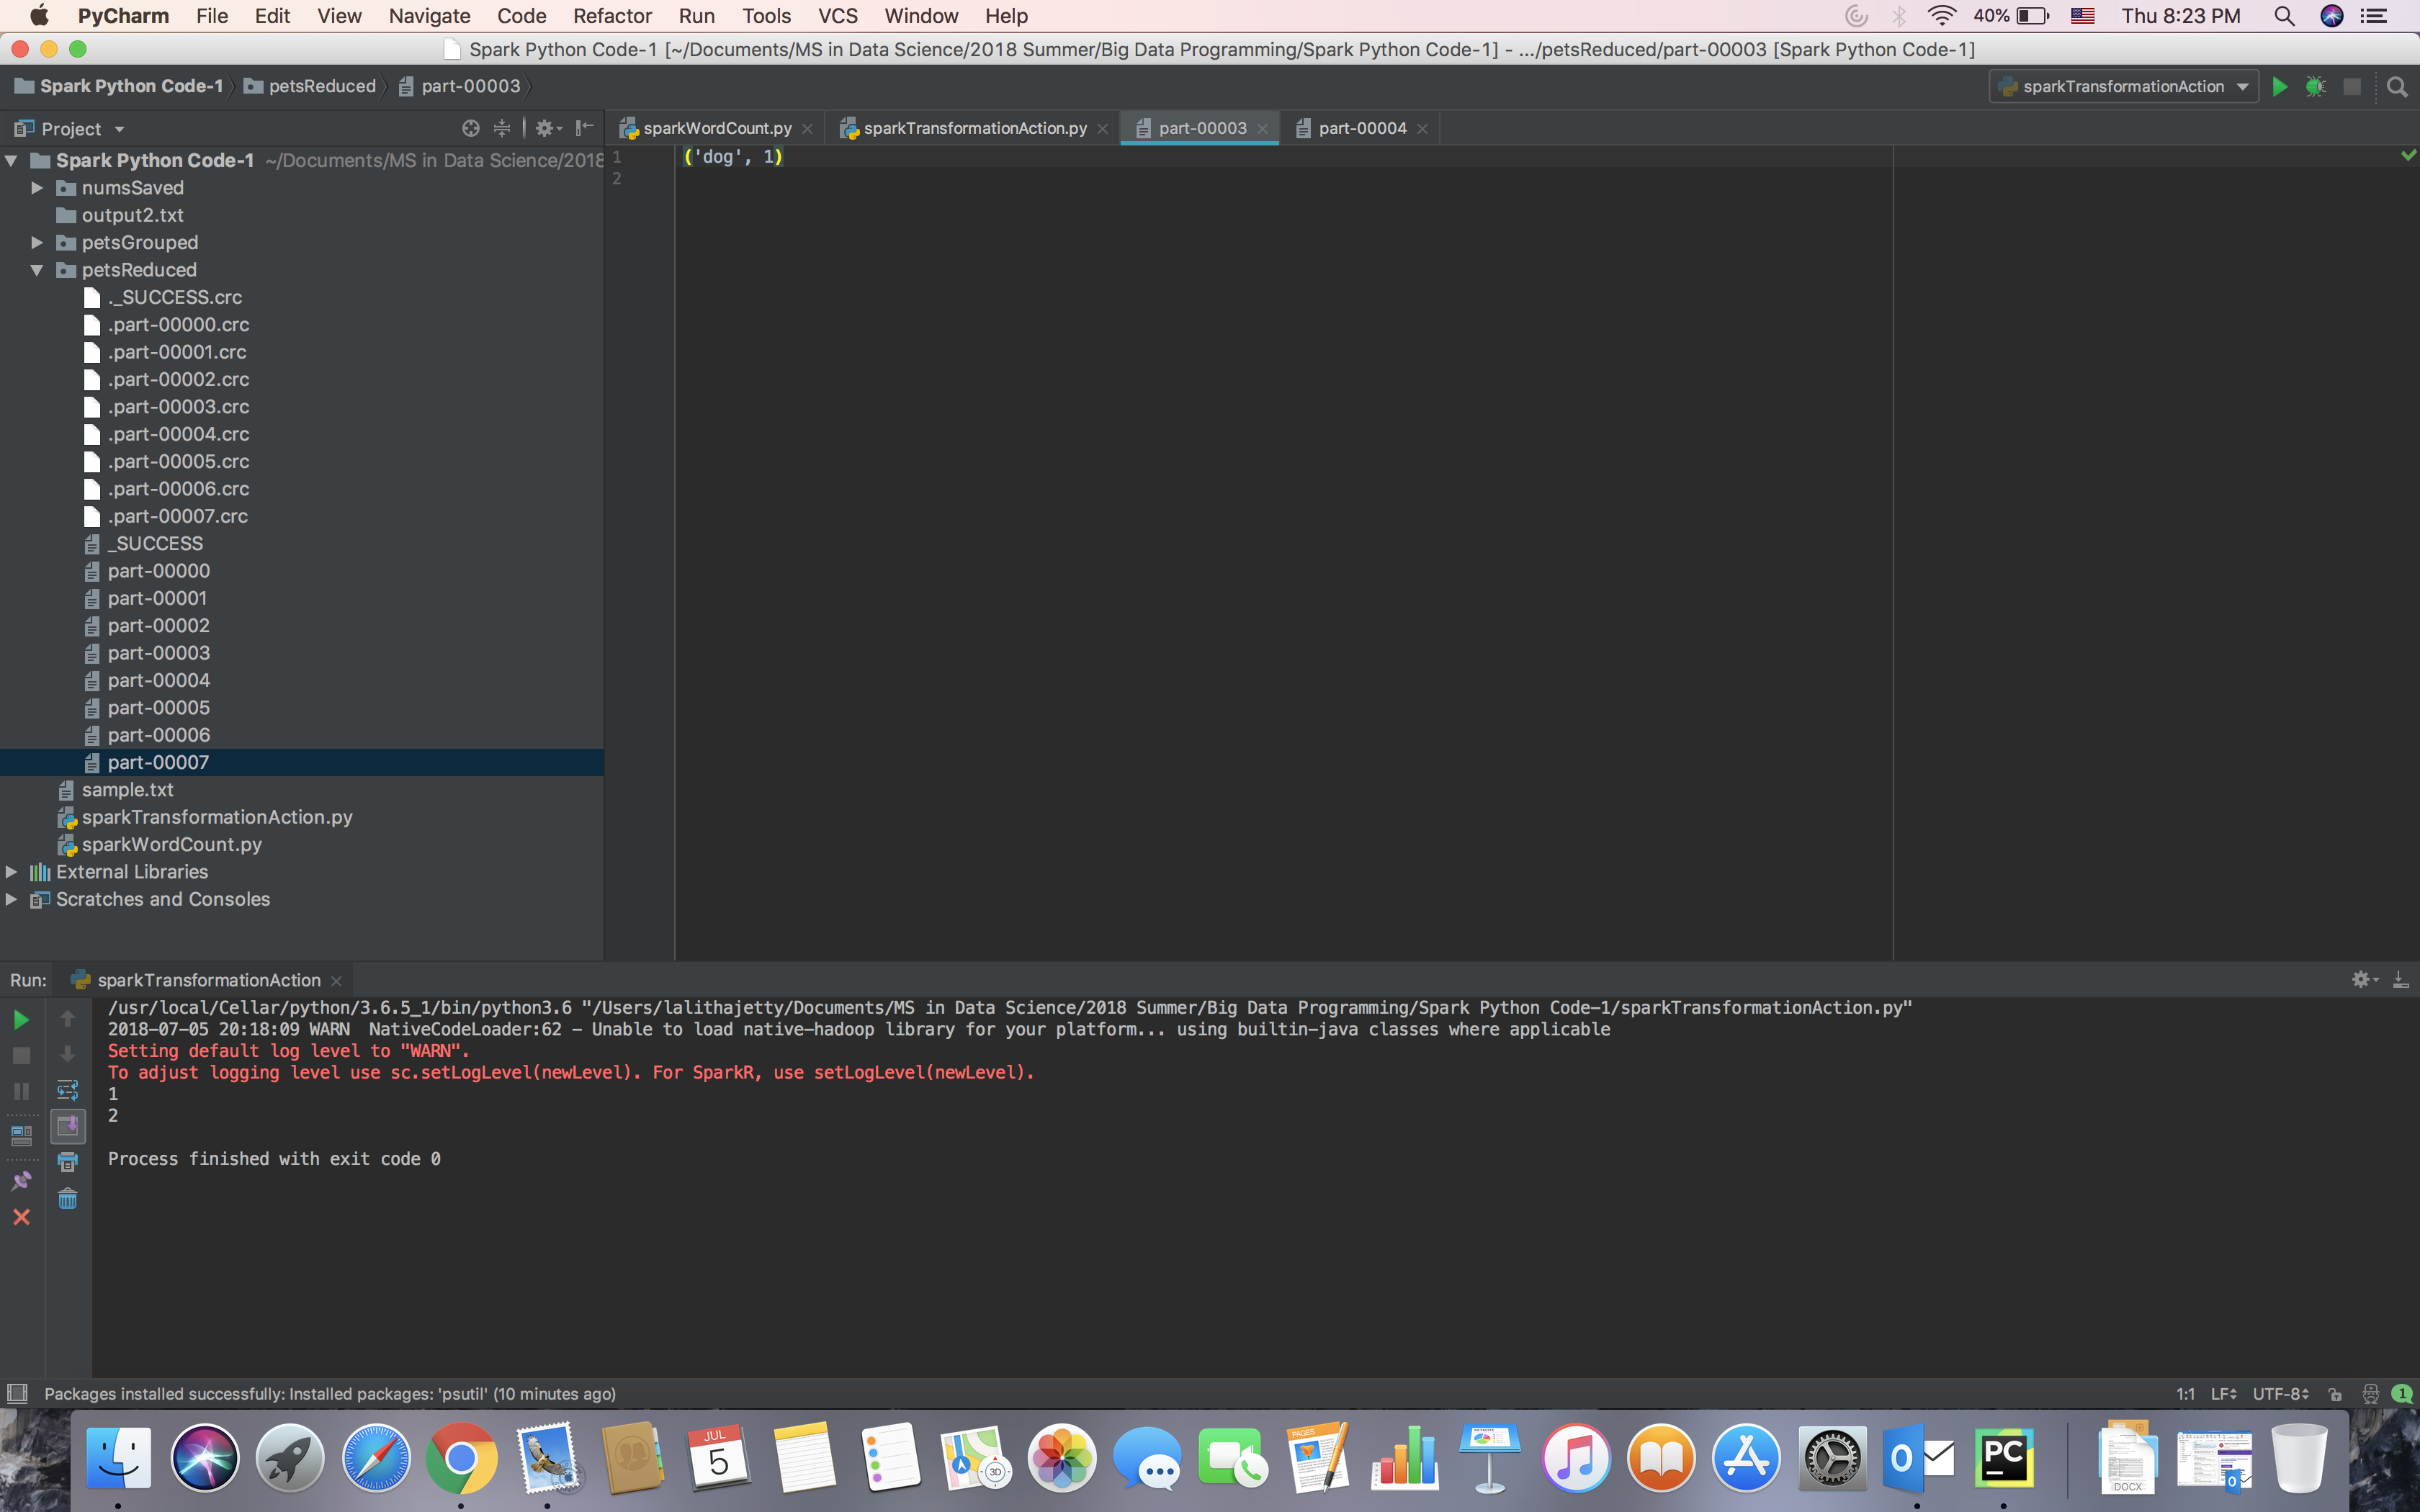 PyCharm File Edit View Navigate Code Refactor Run Tools VCS Window Help 40% Thu 8:23 PM
Spark Python Code-1 [~/Documents/MS in Data Science/2018 Summer/Big Data Programming/Spark Python Code-1] - .../petsReduced/part-00003 [Spark Python Code-1]
Spark Python Code-1 petsReduced part-00003 sparkTransformationAction
Project
sparkWordCount.py sparkTransformationAction.py part-00003 part-00004
Spark Python Code-1 ~/Documents/MS in Data Science/2018
numsSaved
output2.txt
petsGrouped
petsReduced
._SUCCESS.crc
.part-00000.crc
.part-00001.crc
.part-00002.crc
.part-00003.crc
.part-00004.crc
.part-00005.crc
.part-00006.crc
.part-00007.crc
_SUCCESS
part-00000
part-00001
part-00002
part-00003
part-00004
part-00005
part-00006
part-00007
sample.txt
sparkTransformationAction.py
sparkWordCount.py
External Libraries
Scratches and Consoles
1 ('dog', 1)
2
Run: sparkTransformationAction
/usr/local/Cellar/python/3.6.5_1/bin/python3.6 "/Users/lalithajetty/Documents/MS in Data Science/2018 Summer/Big Data Programming/Spark Python Code-1/sparkTransformationAction.py"
2018-07-05 20:18:09 WARN  NativeCodeLoader:62 - Unable to load native-hadoop library for your platform... using builtin-java classes where applicable
Setting default log level to "WARN".
To adjust logging level use sc.setLogLevel(newLevel). For SparkR, use setLogLevel(newLevel).
1
2
Process finished with exit code 0
Packages installed successfully: Installed packages: 'psutil' (10 minutes ago) 1:1 LF UTF-8 1
JUL
5
3D
PAGES
O
PC
DOCX